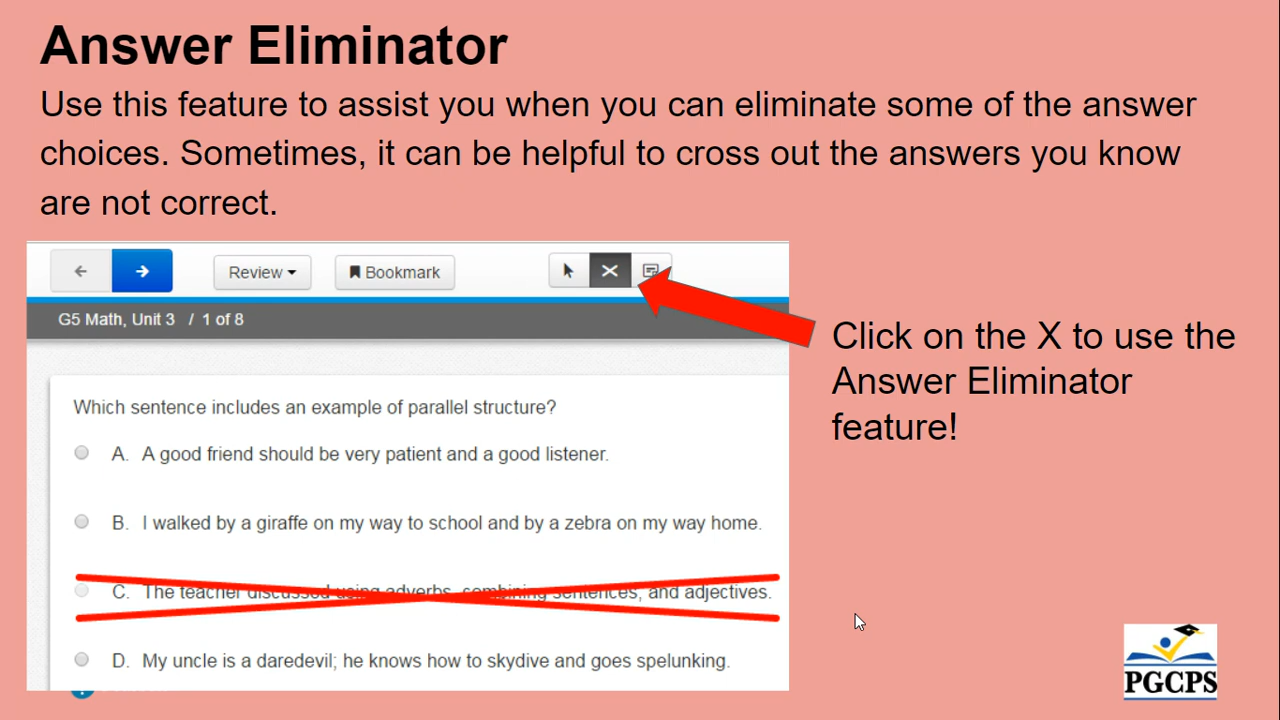 Answer Eliminator
Use this feature to assist you when you can eliminate some of the answer
choices. Sometimes, it can be helpful to cross out the answers you know
are not correct.
Review
Bookmark
G5 Math, Unit 3 / 1 of 8
Click on the X to use the
Answer Eliminator
feature!
Which sentence includes an example of parallel structure?
A. A good friend should be very patient and a good listener.
B. I walked by a giraffe on my way to school and by a zebra on my way home.
C. The teacher discussed using adverbs, combining sentences, and adjectives.
D. My uncle is a daredevil; he knows how to skydive and goes spelunking.
PGCPS